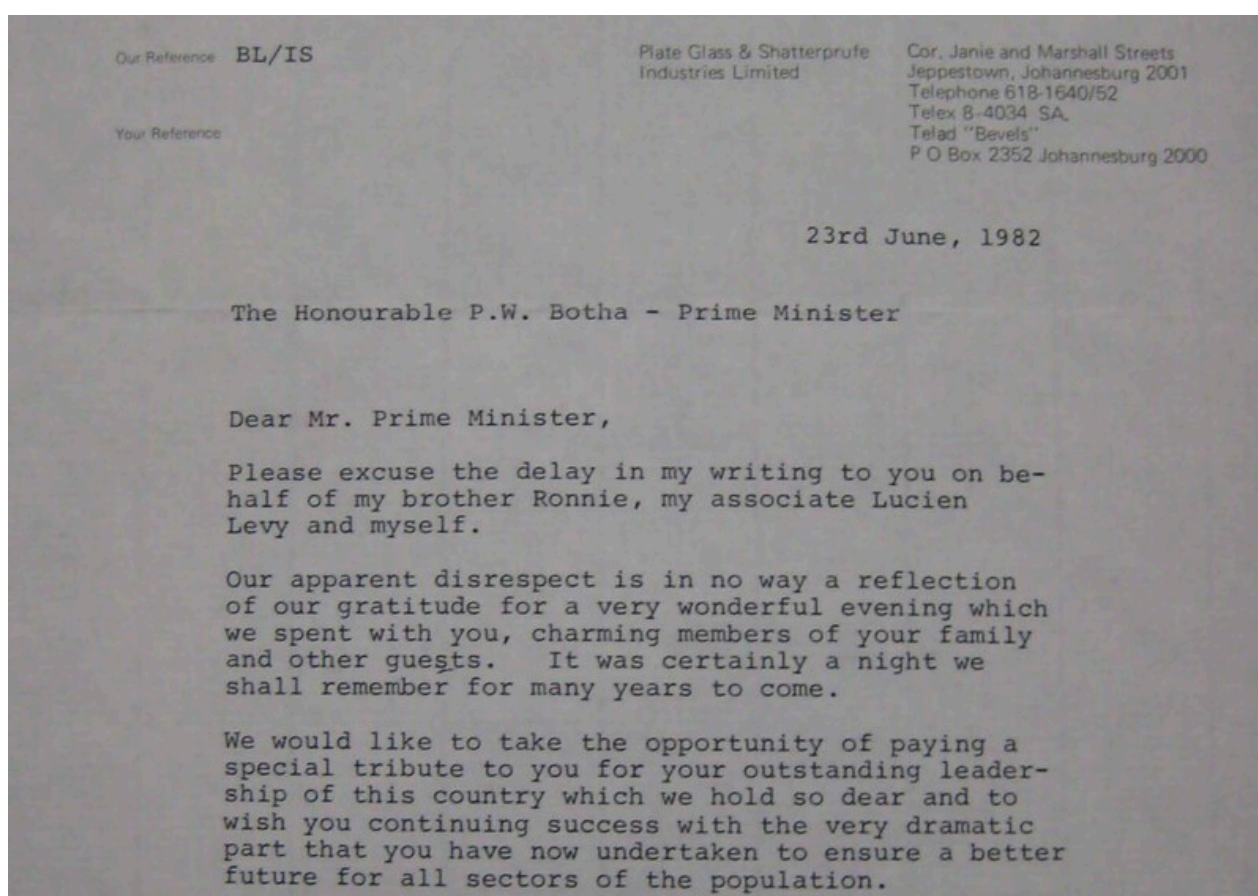 Our Reference BL/IS
Your Reference
Plate Glass & Shatterprufe
Industries Limited
Cor. Janie and Marshall Streets
Jeppestown, Johannesburg 2001
Telephone 618-1640/52
Telex 8-4034 SA.
Telad "Bevels"
P O Box 2352 Johannesburg 2000
23rd June, 1982
The Honourable P.W. Botha - Prime Minister
Dear Mr. Prime Minister,
Please excuse the delay in my writing to you on be-
half of my brother Ronnie, my associate Lucien
Levy and myself.
Our apparent disrespect is in no way a reflection
of our gratitude for a very wonderful evening which
we spent with you, charming members of your family
and other guests. It was certainly a night we
shall remember for many years to come.
We would like to take the opportunity of paying a
special tribute to you for your outstanding leader-
ship of this country which we hold so dear and to
wish you continuing success with the very dramatic
part that you have now undertaken to ensure a better
future for all sectors of the population.